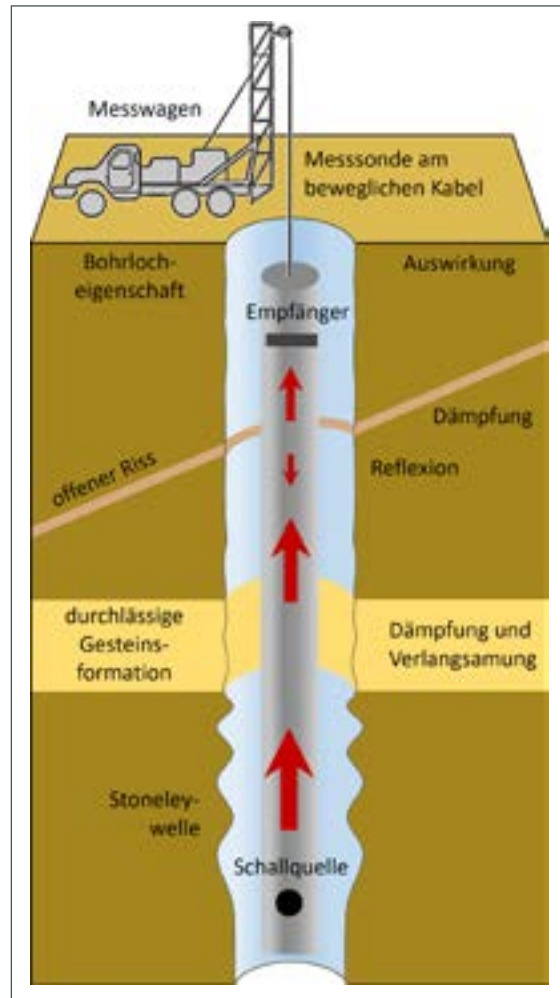 Messwagen
Messsonde am
beweglichen Kabel
Bohrloch-
eigenschaft
Auswirkung
Empfänger
Dämpfung
offener Riss
Reflexion
durchlässige
Gesteins-
formation
Dämpfung und
Verlangsamung
Stoneley-
welle
Schallquelle